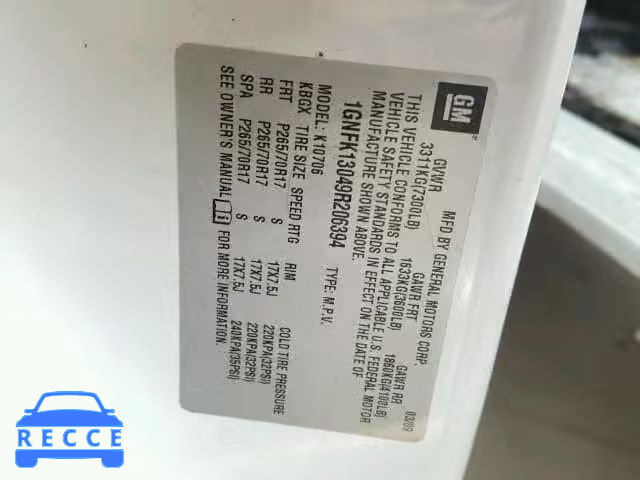 GM
MFD BY GENERAL MOTORS CORP. 03/09
GVWR GAWR FRT GAWR RR
3311KG(7300LB) 1633KG(3600LB) 1860KG(4100LB)
THIS VEHICLE CONFORMS TO ALL APPLICABLE U.S. FEDERAL MOTOR
VEHICLE SAFETY STANDARDS IN EFFECT ON THE DATE OF
MANUFACTURE SHOWN ABOVE.
1GNFK13049R206394 TYPE: M.P.V.
MODEL: K10706
KBGX TIRE SIZE SPEED RTG RIM COLD TIRE PRESSURE
FRT P265/70R17 S 17X7.5J 220KPA(32PSI)
RR P265/70R17 S 17X7.5J 220KPA(32PSI)
SPA P265/70R17 S 17X7.5J 240KPA(35PSI)
SEE OWNER'S MANUAL FOR MORE INFORMATION.
RECCE